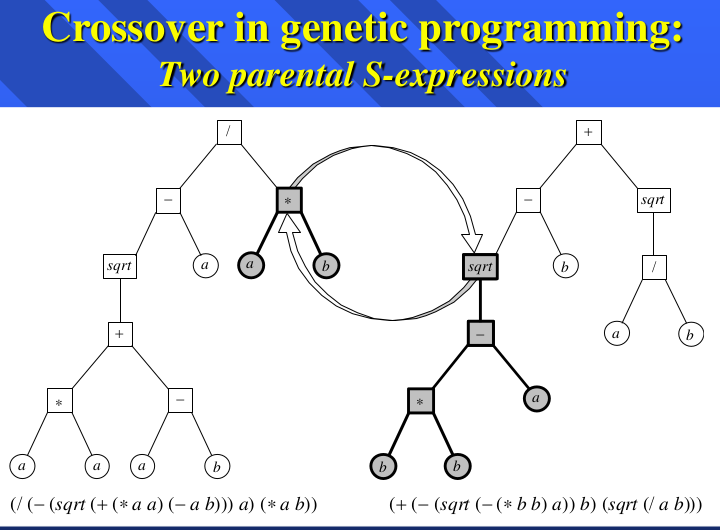 Crossover in genetic programming:
Two parental S-expressions
/ +
− * − sqrt
sqrt a a b sqrt b /
+ − a b
* − * a
a a a b b b
(/ (− (sqrt (+ (* a a) (− a b))) a) (* a b)) (+ (− (sqrt (− (* b b) a)) b) (sqrt (/ a b)))